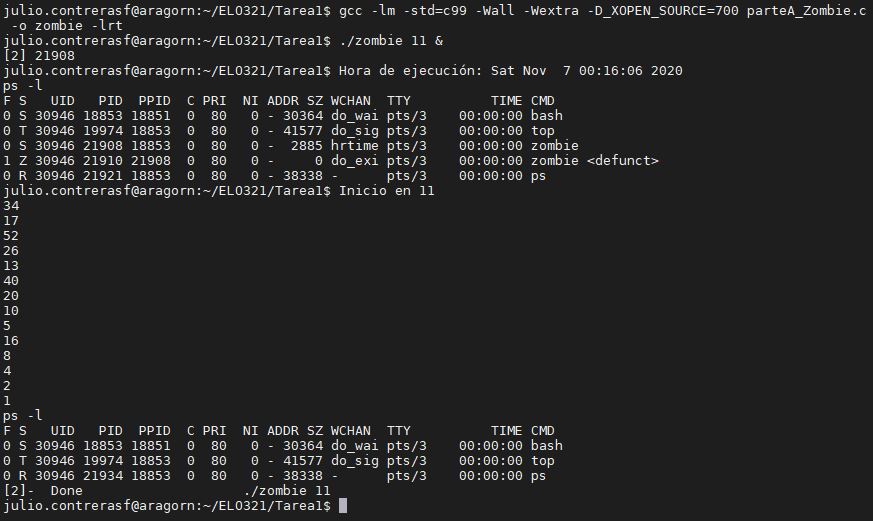 julio.contrerasf@aragorn:~/ELO321/Tarea1$ gcc -lm -std=c99 -Wall -Wextra -D_XOPEN_SOURCE=700 parteA_Zombie.c
 -o zombie -lrt
julio.contrerasf@aragorn:~/ELO321/Tarea1$ ./zombie 11 &
[2] 21908
julio.contrerasf@aragorn:~/ELO321/Tarea1$ Hora de ejecución: Sat Nov  7 00:16:06 2020
ps -l
F S   UID   PID  PPID  C PRI  NI ADDR SZ WCHAN  TTY          TIME CMD
0 S 30946 18853 18851  0  80   0 - 30364 do_wai pts/3    00:00:00 bash
0 T 30946 19974 18853  0  80   0 - 41577 do_sig pts/3    00:00:00 top
0 S 30946 21908 18853  0  80   0 -  2885 hrtime pts/3    00:00:00 zombie
1 Z 30946 21910 21908  0  80   0 -     0 do_exi pts/3    00:00:00 zombie <defunct>
0 R 30946 21921 18853  0  80   0 - 38338 -      pts/3    00:00:00 ps
julio.contrerasf@aragorn:~/ELO321/Tarea1$ Inicio en 11
34
17
52
26
13
40
20
10
5
16
8
4
2
1
ps -l
F S   UID   PID  PPID  C PRI  NI ADDR SZ WCHAN  TTY          TIME CMD
0 S 30946 18853 18851  0  80   0 - 30364 do_wai pts/3    00:00:00 bash
0 T 30946 19974 18853  0  80   0 - 41577 do_sig pts/3    00:00:00 top
0 R 30946 21934 18853  0  80   0 - 38338 -      pts/3    00:00:00 ps
[2]-  Done                    ./zombie 11
julio.contrerasf@aragorn:~/ELO321/Tarea1$